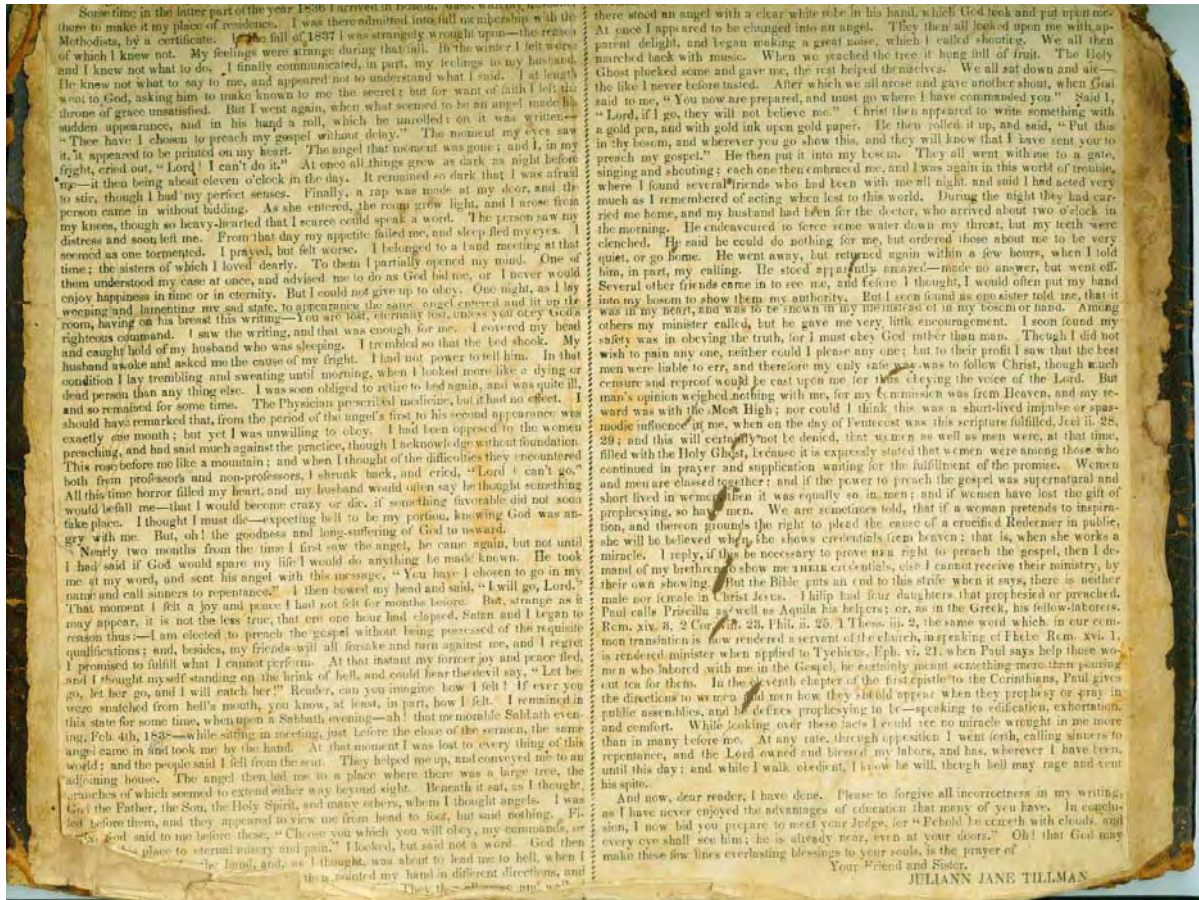 Some time in the latter part of the year 1836 I arrived in Boston, Mass.
there to make it my place of residence. I was there admitted into full membership with the
Methodists, by a certificate. In the fall of 1837 I was strangely wrought upon—the reason
of which I knew not. My feelings were strange during that fall. In the winter I felt worse
and I knew not what to do. I finally communicated, in part, my feelings to my husband.
He knew not what to say to me, and appeared not to understand what I said. I at length
went to God, asking him to make known to me the secret; but for want of faith I left the
throne of grace unsatisfied. But I went again, when what seemed to be an angel made his
sudden appearance, and in his hand a roll, which he unrolled: on it was written—
"Thee have I chosen to preach my gospel without delay." The moment my eyes saw
it, it appeared to be printed on my heart. The angel that moment was gone; and I, in my
fright, cried out, "Lord! I can't do it." At once all things grew as dark as night before
me—it then being about eleven o'clock in the day. It remained so dark that I was afraid
to stir, though I had my perfect senses. Finally, a rap was made at my door, and the
person came in without bidding. As she entered, the room grew light, and I arose from
my knees, though so heavy-hearted that I scarce could speak a word. The person saw my
distress and soon left me. From that day my appetite failed me, and sleep fled my eyes. I
seemed as one tormented. I prayed, but felt worse. I belonged to a band meeting at that
time; the sisters of which I loved dearly. To them I partially opened my mind. One of
them understood my case at once, and advised me to do as God bid me, or I never would
enjoy happiness in time or in eternity. But I could not give up to obey. One night, as I lay
weeping and lamenting my sad state, to appearance the same angel entered and lit up the
room, having on his breast this writing—You are lost, eternally lost, unless you obey God's
righteous command. I saw the writing, and that was enough for me. I covered my head
and caught hold of my husband who was sleeping. I trembled so that the bed shook. My
husband awoke and asked me the cause of my fright. I had not power to tell him. In that
condition I lay trembling and sweating until morning, when I looked more like a dying or
dead person than any thing else. I was soon obliged to retire to bed again, and was quite ill,
and so remained for some time. The Physician prescribed medicine, but it had no effect. I
should have remarked that, from the period of the angel's first to his second appearance was
exactly one month; but yet I was unwilling to obey. I had been opposed to the women
preaching, and had said much against the practice, though I acknowledge without foundation.
This rose before me like a mountain; and when I thought of the difficulties they encountered
both from professors and non-professors, I shrunk back, and cried, "Lord I can't go."
All this time horror filled my heart, and my husband would often say he thought something
would befall me—that I would become crazy or die, if something favorable did not soon
take place. I thought I must die—expecting hell to be my portion, knowing God was an-
gry with me. But, oh! the goodness and long-suffering of God to usward.
Nearly two months from the time I first saw the angel, he came again, but not until
I had said if God would spare my life I would do anything he made known. He took
me at my word, and sent his angel with this message, "You have I chosen to go in my
name and call sinners to repentance." I then bowed my head and said, "I will go, Lord."
That moment I felt a joy and peace I had not felt for months before. But, strange as it
may appear, it is not the less true, that ere one hour had elapsed, Satan and I began to
reason thus:—I am elected to preach the gospel without being possessed of the requisite
qualifications; and, besides, my friends will all forsake and turn against me, and I regret
I promised to fulfill what I cannot perform. At that instant my former joy and peace fled,
and I thought myself standing on the brink of hell, and could hear the devil say, "Let her
go, let her go, and I will catch her!" Reader, can you imagine how I felt! If ever you
were snatched from hell's mouth, you know, at least, in part, how I felt. I remained in
this state for some time, when upon a Sabbath evening—ah! that memorable Sabbath even-
ing, Feb. 4th, 1838—while sitting in meeting, just before the close of the sermon, the same
angel came in and took me by the hand. At that moment I was lost to every thing of this
world; and the people said I fell from the seat. They helped me up, and conveyed me to an
adjoining house. The angel then led me to a place where there was a large tree, the
branches of which seemed to extend either way beyond sight. Beneath it sat, as I thought,
God the Father, the Son, the Holy Spirit, and many others, whom I thought angels. I was
led before them, and they appeared to view me from head to foot, but said nothing. Fi-
God said to me before these, "Choose you which you will obey, my commands, or
this place to eternal misery and pain." I looked, but said not a word. God then
the hand, and, as I thought, was about to lead me to hell, when I
then pointed my hand in different directions, and
They then
there stood an angel with a clear white robe in his hand, which God took and put upon me.
At once I appeared to be changed into an angel. They then all looked upon me with ap-
parent delight, and began making a great noise, which I called shouting. We all then
marched back with music. When we reached the tree it hung full of fruit. The Holy
Ghost plucked some and gave me, the rest helped themselves. We all sat down and ate—
the like I never before tasted. After which we all arose and gave another shout, when God
said to me, "You now are prepared, and must go where I have commanded you." Said I,
"Lord, if I go, they will not believe me." Christ then appeared to write something with
a gold pen, and with gold ink upon gold paper. He then rolled it up, and said, "Put this
in thy bosom, and wherever you go show this, and they will know that I have sent you to
preach my gospel." He then put it into my bosom. They all went with me to a gate,
singing and shouting; each one then embraced me, and I was again in this world of trouble,
where I found several friends who had been with me all night, and said I had acted very
much as I remembered of acting when lost to this world. During the night they had car-
ried me home, and my husband had been for the doctor, who arrived about two o'clock in
the morning. He endeavoured to force some water down my throat, but my teeth were
clenched. He said he could do nothing for me, but ordered those about me to be very
quiet, or go home. He went away, but returned again within a few hours, when I told
him, in part, my calling. He stood apparently amazed—made no answer, but went off.
Several other friends came in to see me, and before I thought, I would often put my hand
into my bosom to show them my authority. But I soon found as one sister told me, that it
was in my heart, and was to be shown in my life instead of in my bosom or hand. Among
others my minister called, but he gave me very little encouragement. I soon found my
safety was in obeying the truth, for I must obey God rather than man. Though I did not
wish to pain any one, neither could I please any one; but to their profit I saw that the best
men were liable to err, and therefore my only safe was to follow Christ, though much
censure and reproof would be cast upon me for thus obeying the voice of the Lord. But
man's opinion weighed nothing with me, for my commission was from Heaven, and my re-
ward was with the Most High; nor could I think this was a short-lived impulse or spas-
modic influence in me, when on the day of Pentecost was this scripture fulfilled, Joel ii. 28,
29; and this will certainly not be denied, that women as well as men were, at that time,
filled with the Holy Ghost, because it is expressly stated that women were among those who
continued in prayer and supplication waiting for the fulfillment of the promise. Women
and men are classed together; and if the power to preach the gospel was supernatural and
short lived in women then it was equally so in men; and if women have lost the gift of
prophesying, so have men. We are sometimes told, that if a woman pretends to inspira-
tion, and thereon grounds the right to plead the cause of a crucified Redeemer in public,
she will be believed when she shows credentials from heaven; that is, when she works a
miracle. I reply, if this be necessary to prove us a right to preach the gospel, then I de-
mand of my brethren to show me THEIR credentials, else I cannot receive their ministry, by
their own showing. But the Bible puts an end to this strife when it says, there is neither
male nor female in Christ Jesus. Philip had four daughters that prophesied or preached.
Paul calls Priscilla as well as Aquila his helpers; or, as in the Greek, his fellow-laborers.
Rom. xiv. 3, 2 Cor. viii. 23, Phil. ii. 25, 1 Thess. iii. 2, the same word which, in our com-
mon translation is now rendered a servant of the church, in speaking of Phebe. Rom. xvi. 1,
is rendered minister when applied to Tychicus, Eph. vi. 21, when Paul says help those wo-
men who labored with me in the Gospel, he certainly meant something more than pouring
out tea for them. In the eleventh chapter of the first epistle to the Corinthians, Paul gives
the directions to women and men how they should appear when they prophesy or pray in
public assemblies, and he defines prophesying to be—speaking to edification, exhortation,
and comfort. While looking over these facts I could see no miracle wrought in me more
than in many before me. At any rate, through opposition I went forth, calling sinners to
repentance, and the Lord owned and blessed my labors, and has, wherever I have been,
until this day; and while I walk obedient, I know he will, though hell may rage and vent
his spite.
And now, dear reader, I have done. Please to forgive all incorrectness in my writing,
as I have never enjoyed the advantages of education that many of you have. In conclu-
sion, I now bid you prepare to meet your Judge, for "Behold he cometh with clouds, and
every eye shall see him; he is already near, even at your doors." Oh! that God may
make these few lines everlasting blessings to your souls, is the prayer of
Your Friend and Sister,
JULIANN JANE TILLMAN